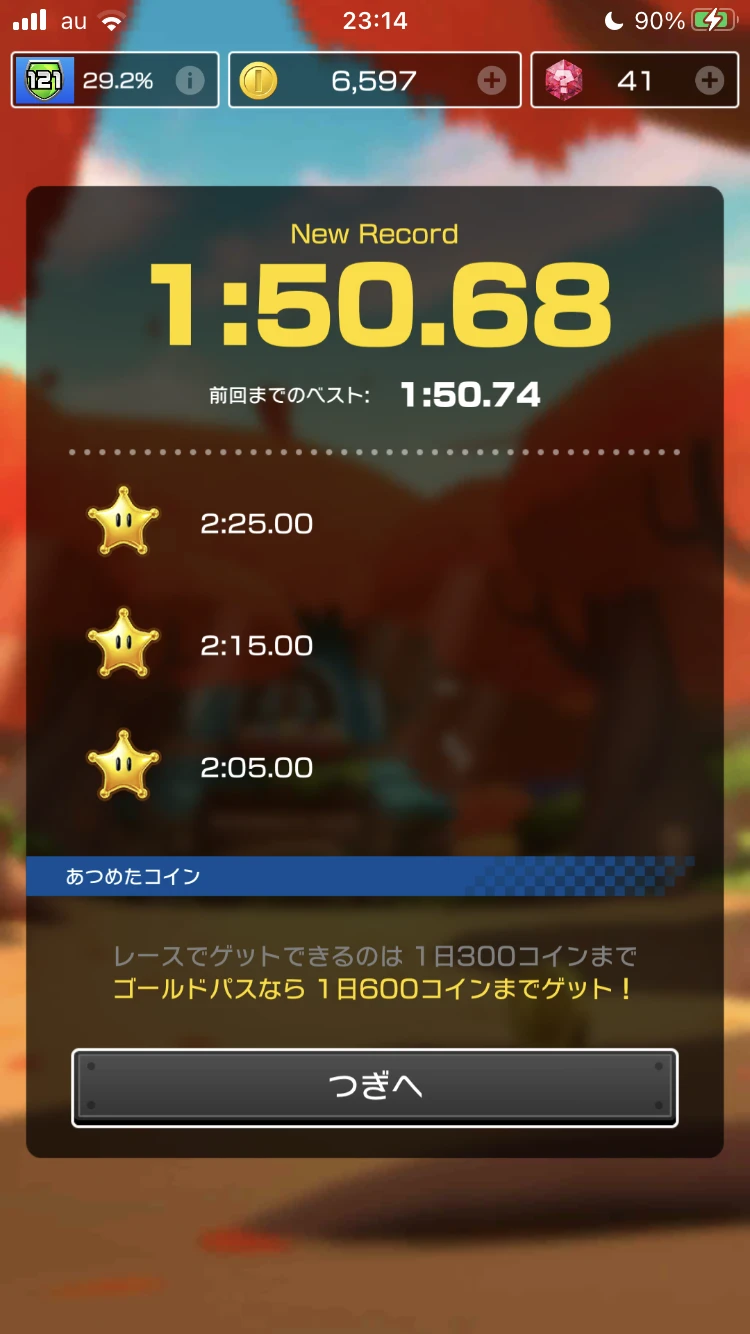 au 23:14 90%
121 29.2% i 6,597 + ? 41 +
New Record
1:50.68
前回までのベスト: 1:50.74
2:25.00
2:15.00
2:05.00
あつめたコイン
レースでゲットできるのは 1日300コインまで
ゴールドパスなら 1日600コインまでゲット！
つぎへ